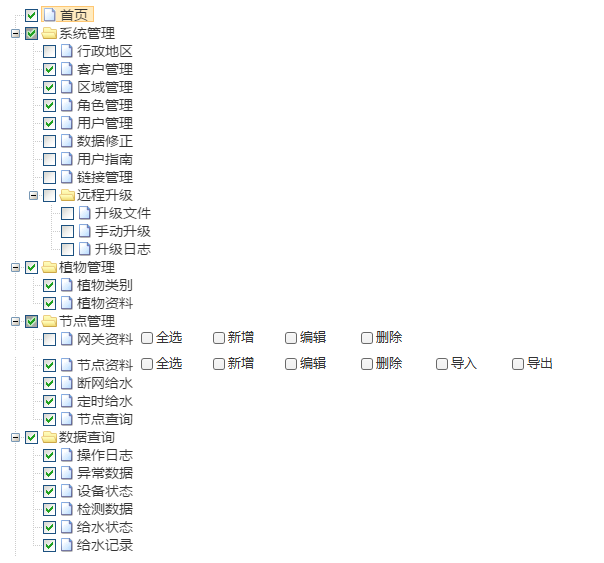 首页
系统管理
行政地区
客户管理
区域管理
角色管理
用户管理
数据修正
用户指南
链接管理
远程升级
升级文件
手动升级
升级日志
植物管理
植物类别
植物资料
节点管理
网关资料 全选 新增 编辑 删除
节点资料 全选 新增 编辑 删除 导入 导出
断网给水
定时给水
节点查询
数据查询
操作日志
异常数据
设备状态
检测数据
给水状态
给水记录